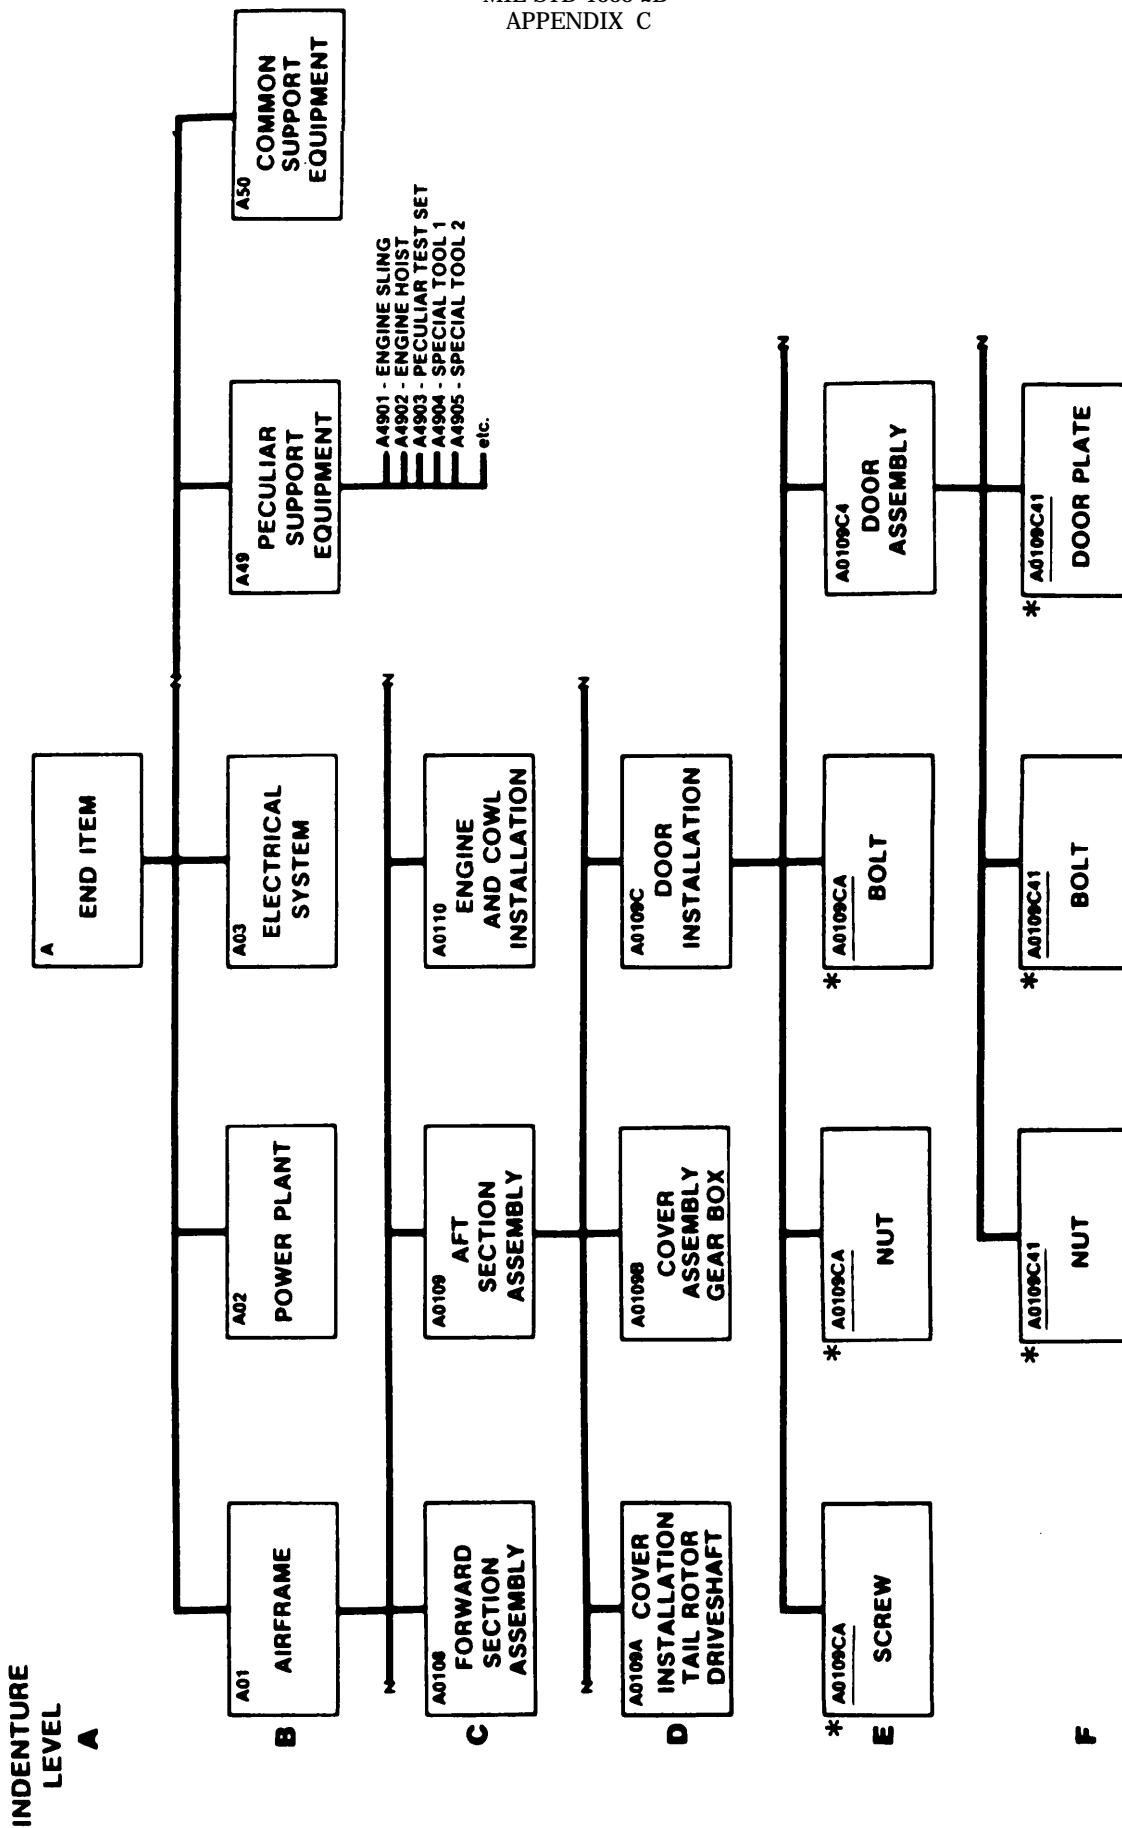 MIL-STD-1388-2B
APPENDIX C
INDENTURE
LEVEL
A
A
END ITEM
B
A01
AIRFRAME
A02
POWER PLANT
A03
ELECTRICAL
SYSTEM
A49
PECULIAR
SUPPORT
EQUIPMENT
A50
COMMON
SUPPORT
EQUIPMENT
A4901 - ENGINE SLING
A4902 - ENGINE HOIST
A4903 - PECULIAR TEST SET
A4904 - SPECIAL TOOL 1
A4905 - SPECIAL TOOL 2
etc.
C
A0108
FORWARD
SECTION
ASSEMBLY
A0109
AFT
SECTION
ASSEMBLY
A0110
ENGINE
AND COWL
INSTALLATION
D
A0109A COVER
INSTALLATION
TAIL ROTOR
DRIVESHAFT
A0109B
COVER
ASSEMBLY
GEAR BOX
A0109C
DOOR
INSTALLATION
E
* A0109CA
SCREW
* A0109CA
NUT
* A0109CA
BOLT
A0109C4
DOOR
ASSEMBLY
F
* A0109C41
NUT
* A0109C41
BOLT
* A0109C41
DOOR PLATE